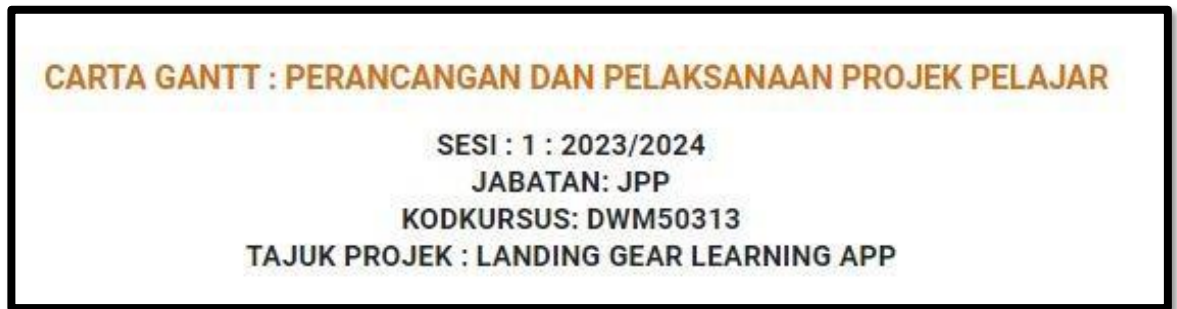 CARTA GANTT : PERANCANGAN DAN PELAKSANAAN PROJEK PELAJAR
SESI : 1 : 2023/2024
JABATAN: JPP
KODKURSUS: DWM50313
TAJUK PROJEK : LANDING GEAR LEARNING APP